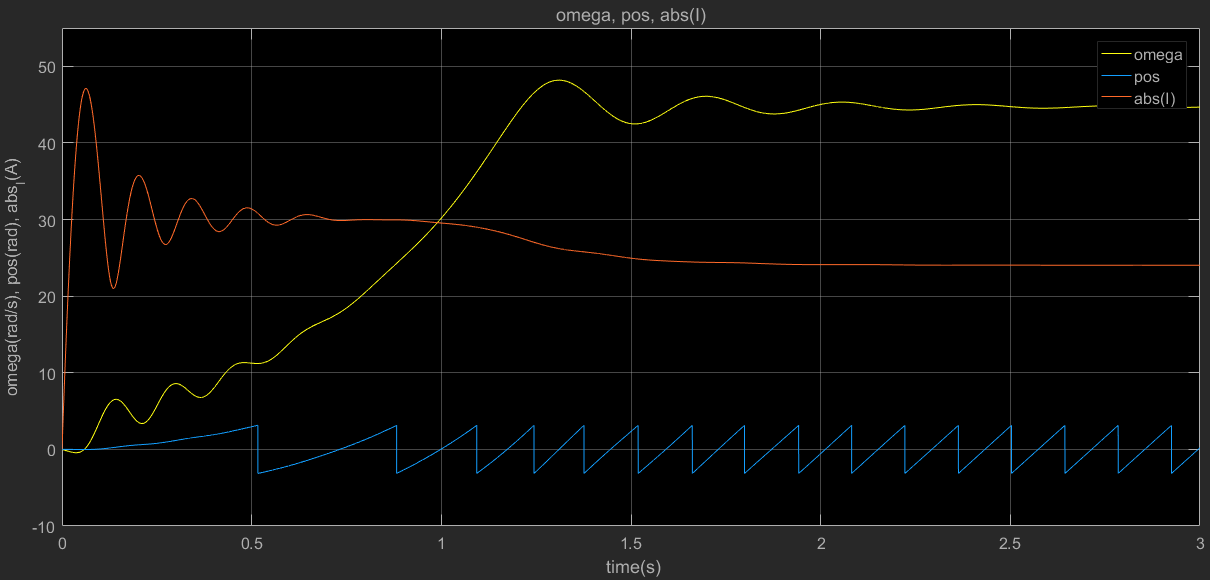 omega, pos, abs(I)
omega
pos
abs(I)
omega(rad/s), pos(rad), abs_l(A)
50
40
30
20
10
0
-10
0 0.5 1 1.5 2 2.5 3
time(s)